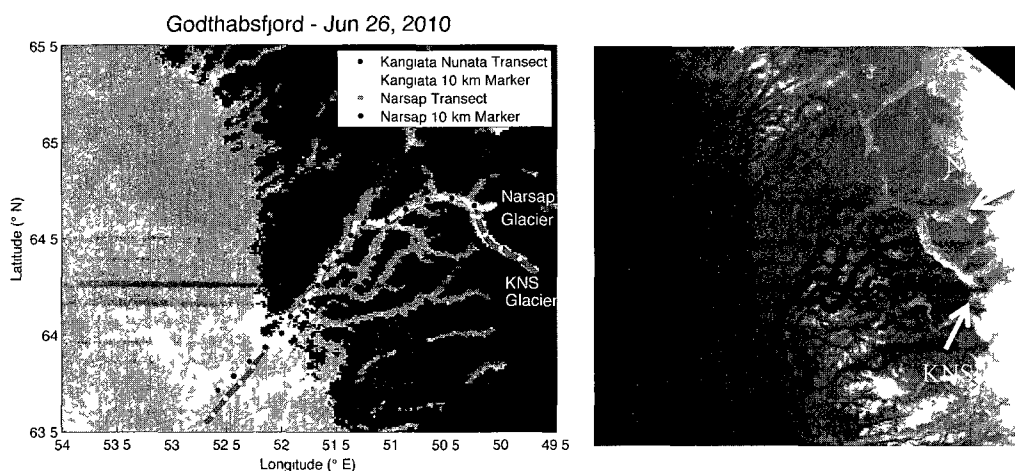 Godthabsfjord - Jun 26, 2010
Kangiata Nunata Transect
Kangiata 10 km Marker
Narsap Transect
Narsap 10 km Marker
65 5
65
64 5
64
63 5
Latitude (° N)
Narsap
Glacier
KNS
Glacier
54 53 5 53 52 5 52 51 5 51 50 5 50 49 5
Longitude (° E)
N
KNS